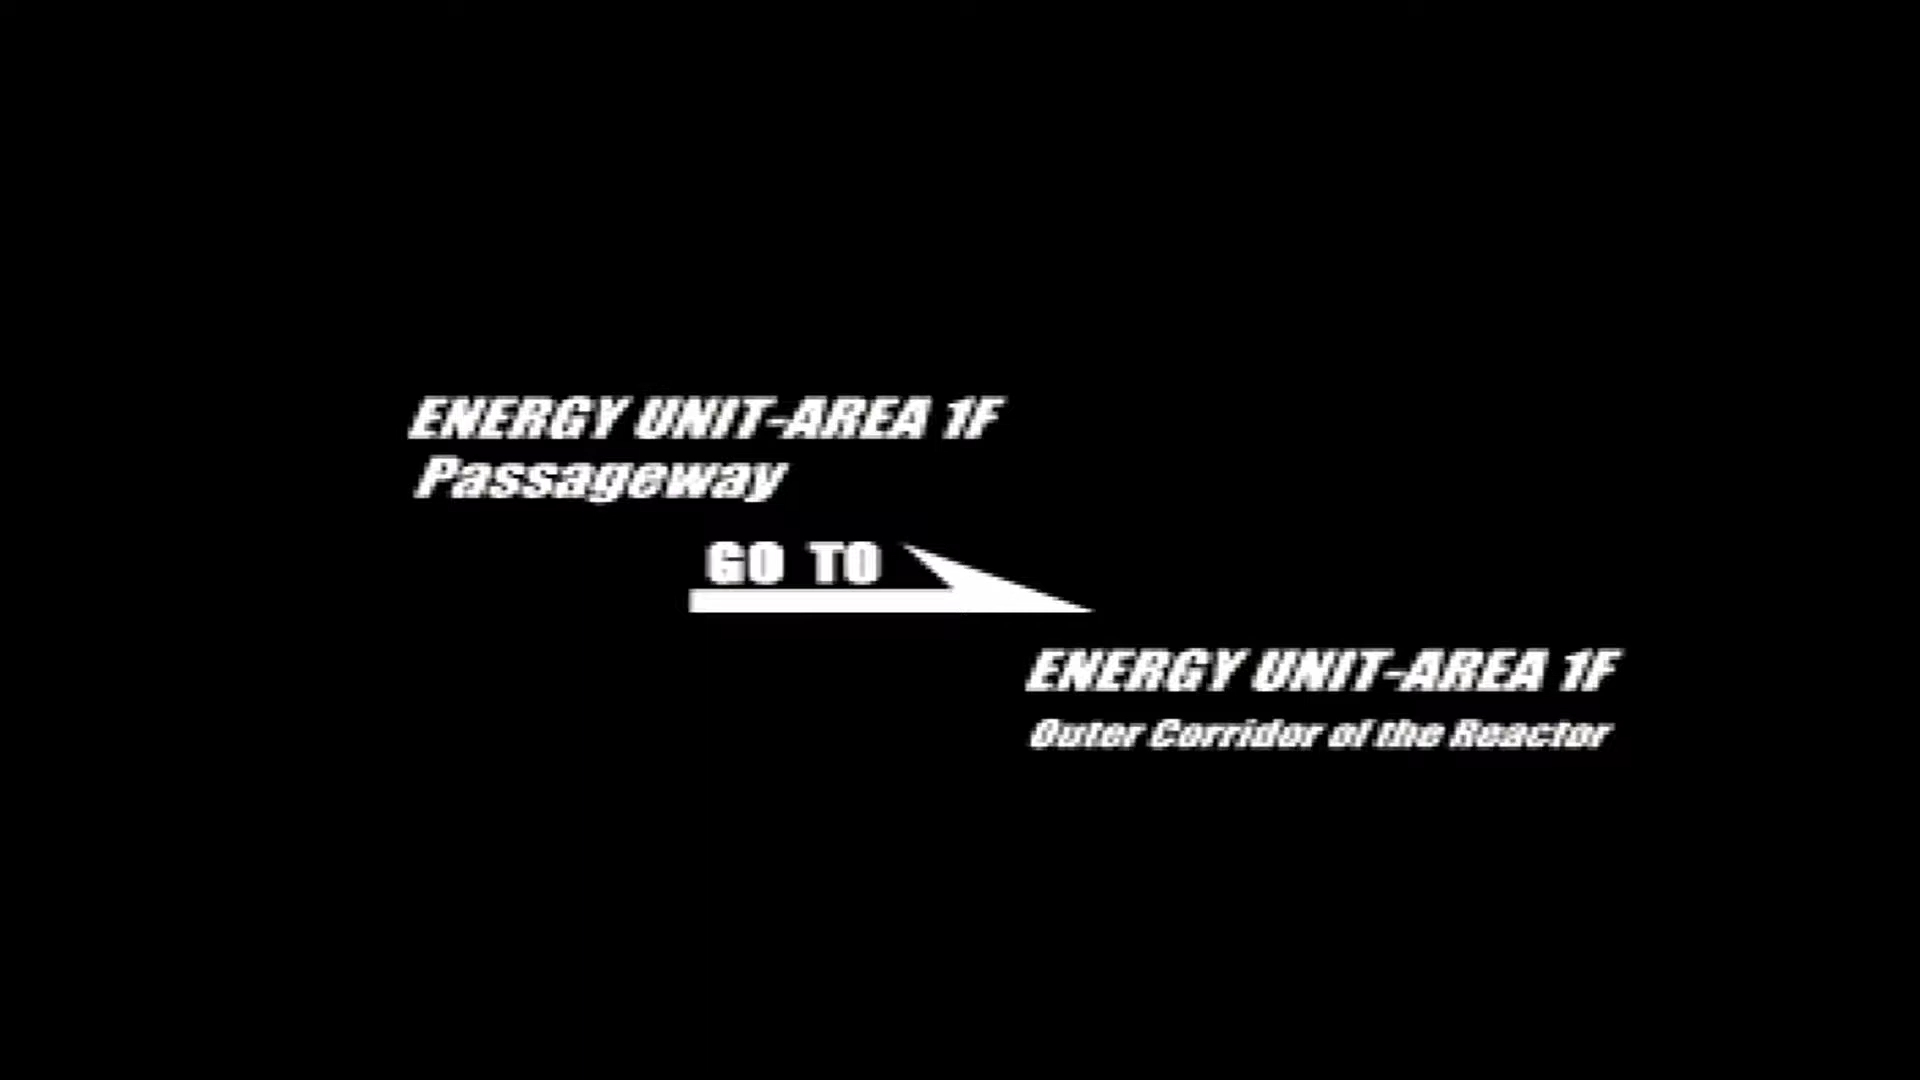 ENERGY UNIT-AREA 1F
Passageway
GO TO
ENERGY UNIT-AREA 1F
Outer Corridor of the Reactor